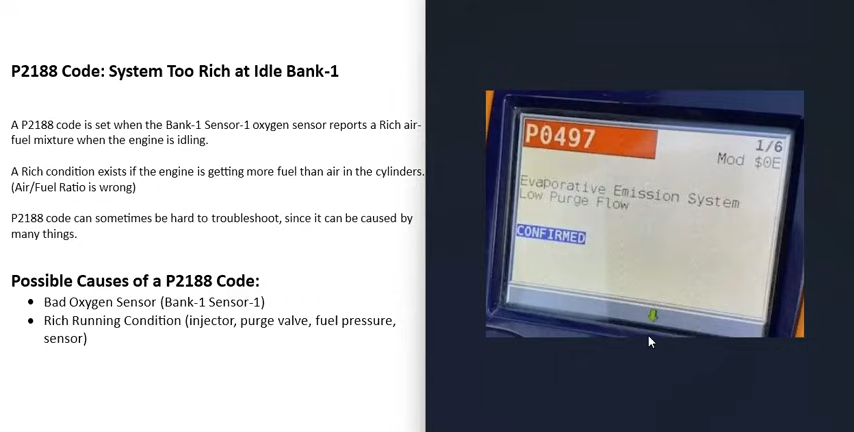 P2188 Code: System Too Rich at Idle Bank-1
A P2188 code is set when the Bank-1 Sensor-1 oxygen sensor reports a Rich air-
fuel mixture when the engine is idling.
A Rich condition exists if the engine is getting more fuel than air in the cylinders.
(Air/Fuel Ratio is wrong)
P2188 code can sometimes be hard to troubleshoot, since it can be caused by
many things.
Possible Causes of a P2188 Code:
• Bad Oxygen Sensor (Bank-1 Sensor-1)
• Rich Running Condition (injector, purge valve, fuel pressure,
sensor)
P0497
1/6
Mod $0E
Evaporative Emission System
Low Purge Flow
CONFIRMED